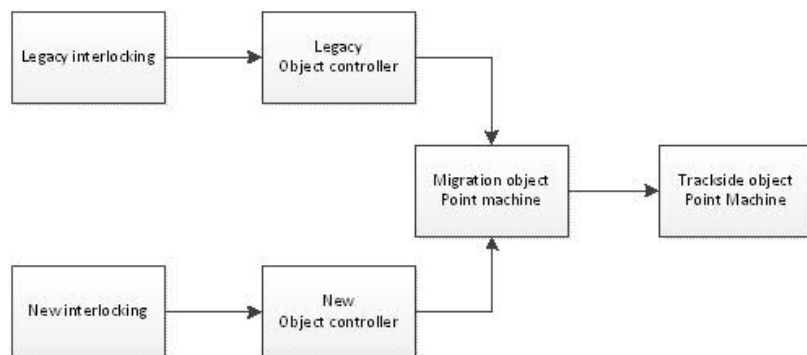 Legacy interlocking
Legacy
Object controller
Migration object
Point machine
Trackside object
Point Machine
New interlocking
New
Object controller